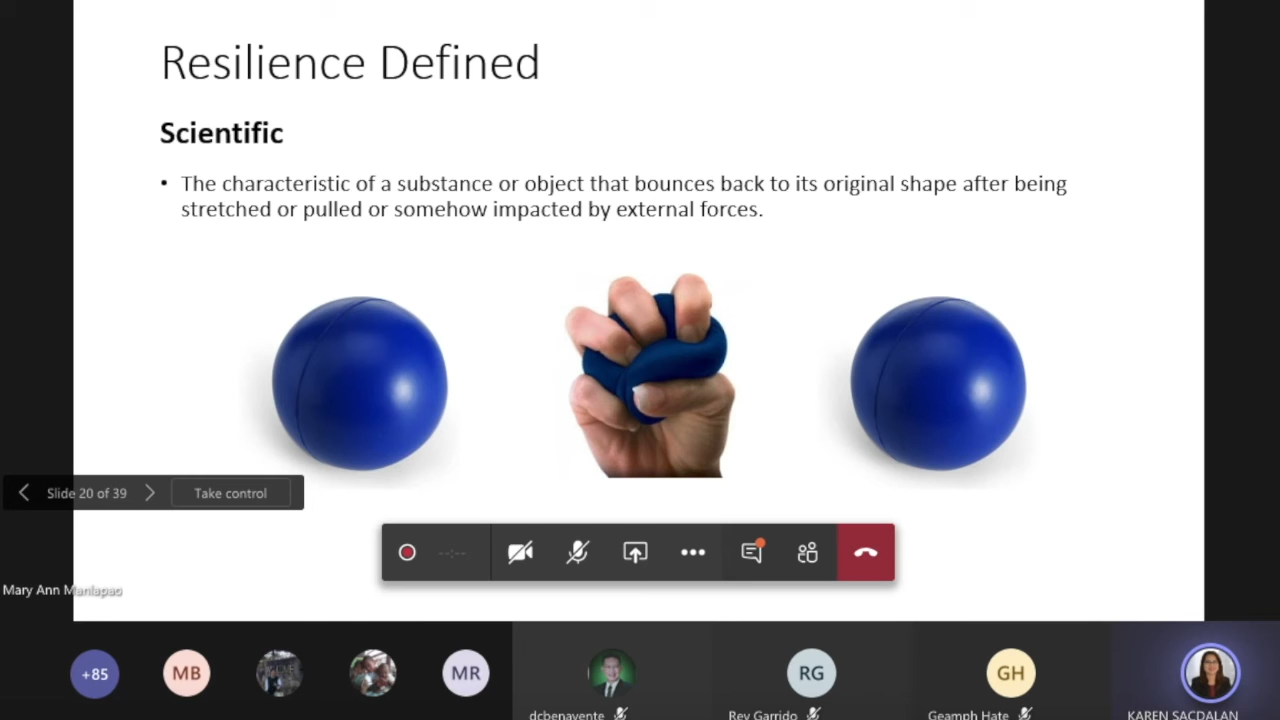 Resilience Defined
Scientific
• The characteristic of a substance or object that bounces back to its original shape after being
stretched or pulled or somehow impacted by external forces.
Slide 20 of 39
Take control
--:--
Mary Ann Manlapao
+85
MB
MR
RG
GH
dcbenavente
Rey Garrido
Geamph Hate
KAREN SACDALAN